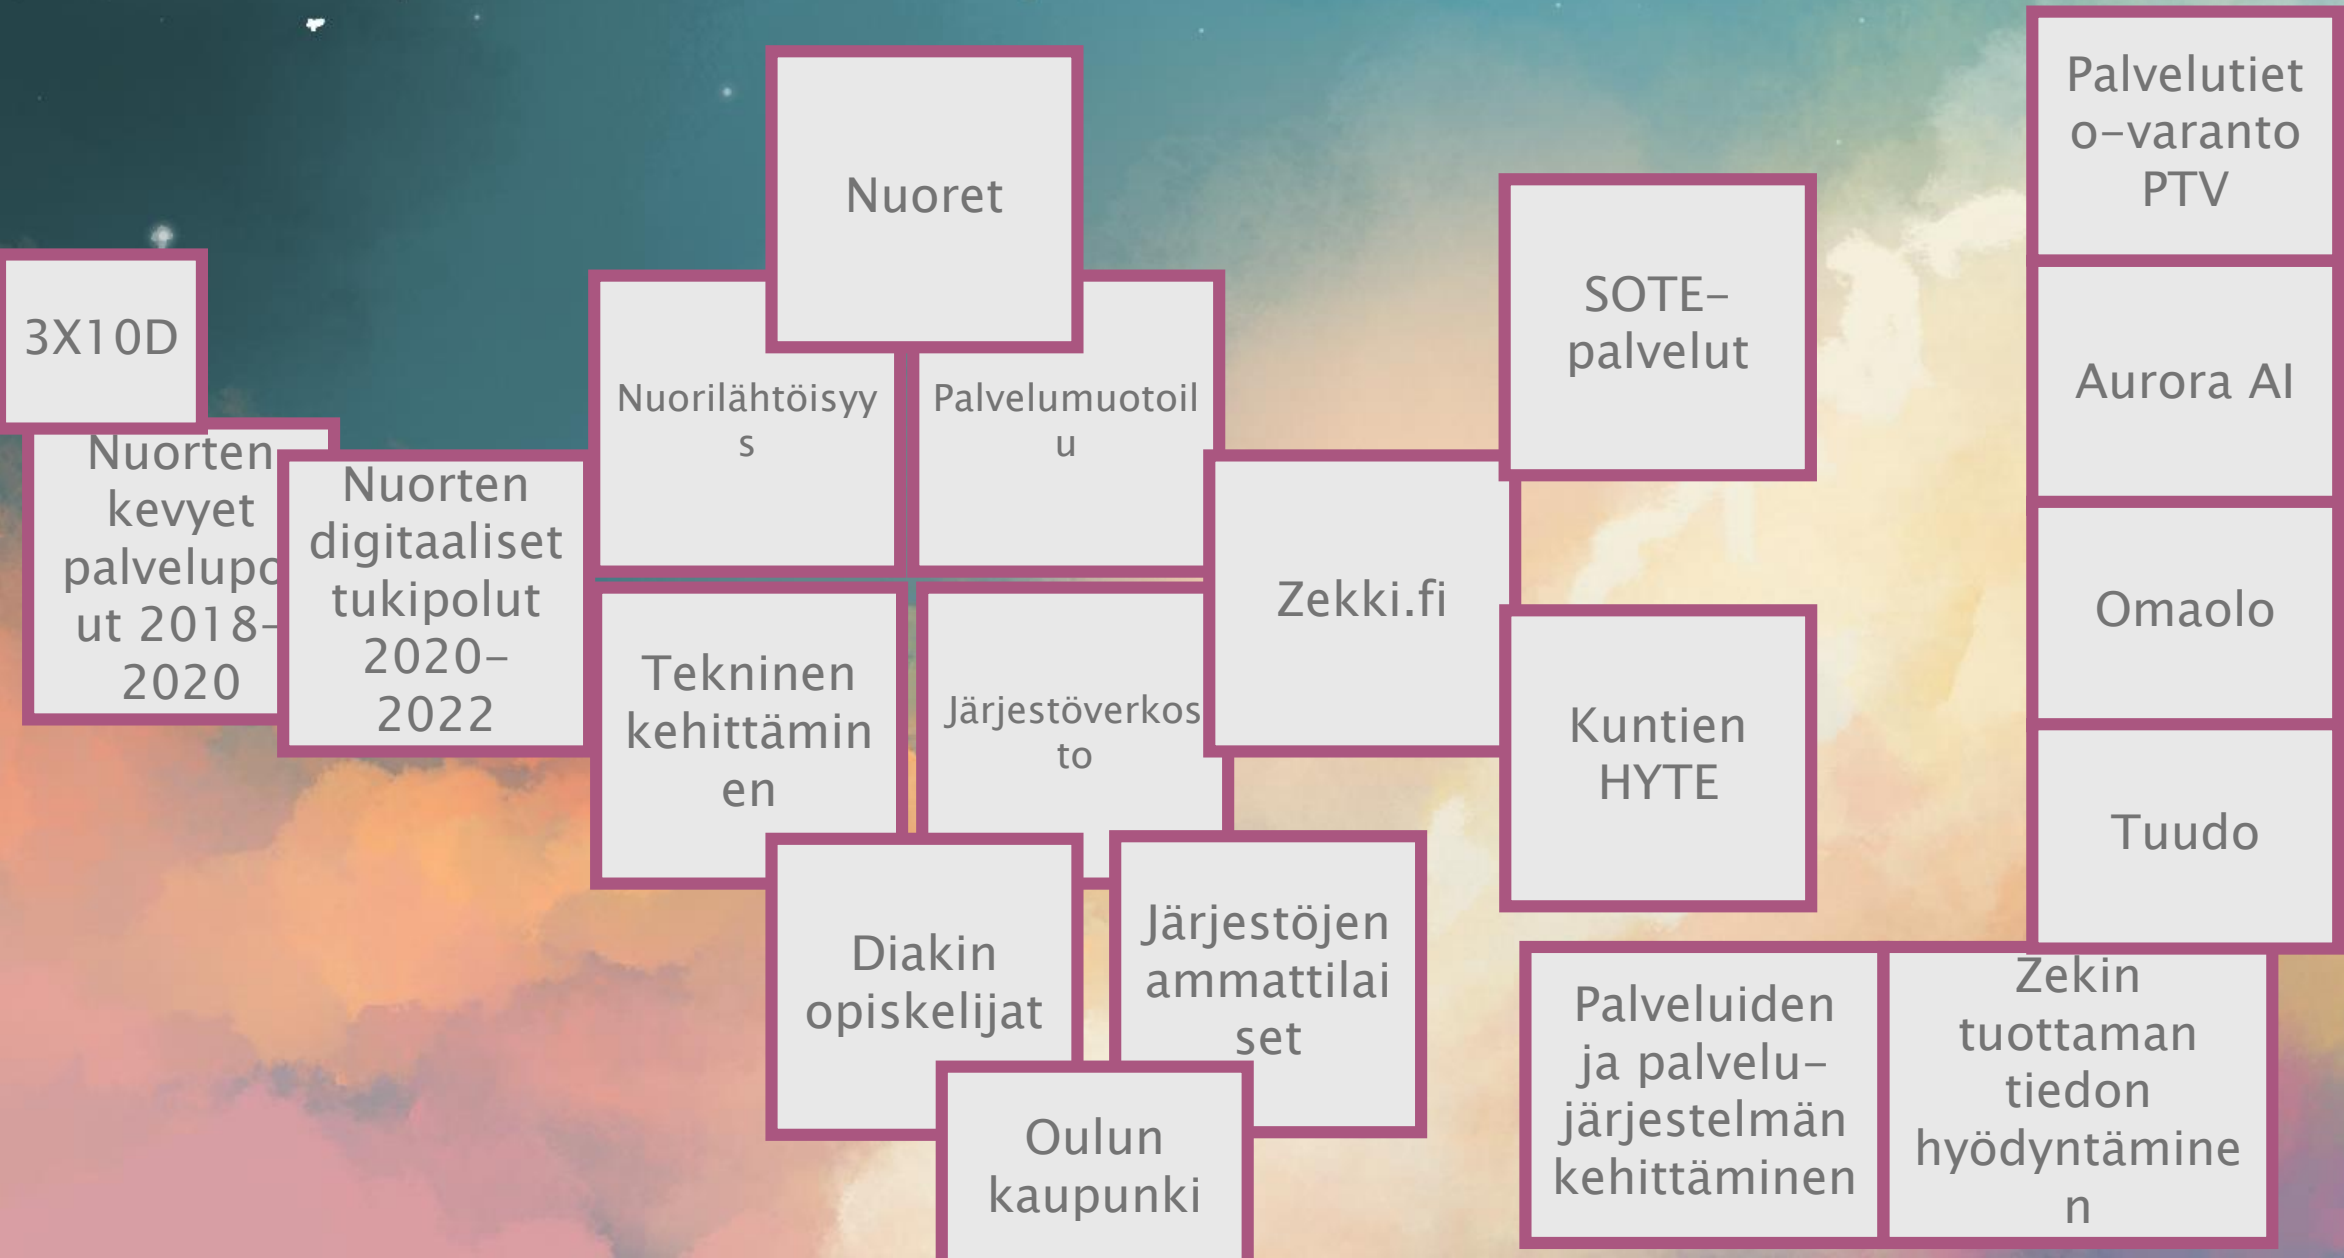 3X10D
Nuorten
kevyet
palvelupo
ut 2018-
2020
Nuorten
digitaaliset
tukipolut
2020-
2022
Nuoret
Nuorilähtöisyy
s
Palvelumuotoil
u
Tekninen
kehittämin
en
Järjestöverkos
to
Zekki.fi
Diakin
opiskelijat
Järjestöjen
ammattilai
set
Oulun
kaupunki
SOTE-
palvelut
Kuntien
HYTE
Palveluiden
ja palvelu-
järjestelmän
kehittäminen
Zekin
tuottaman
tiedon
hyödyntämine
n
Palvelutiet
o-varanto
PTV
Aurora AI
Omaolo
Tuudo